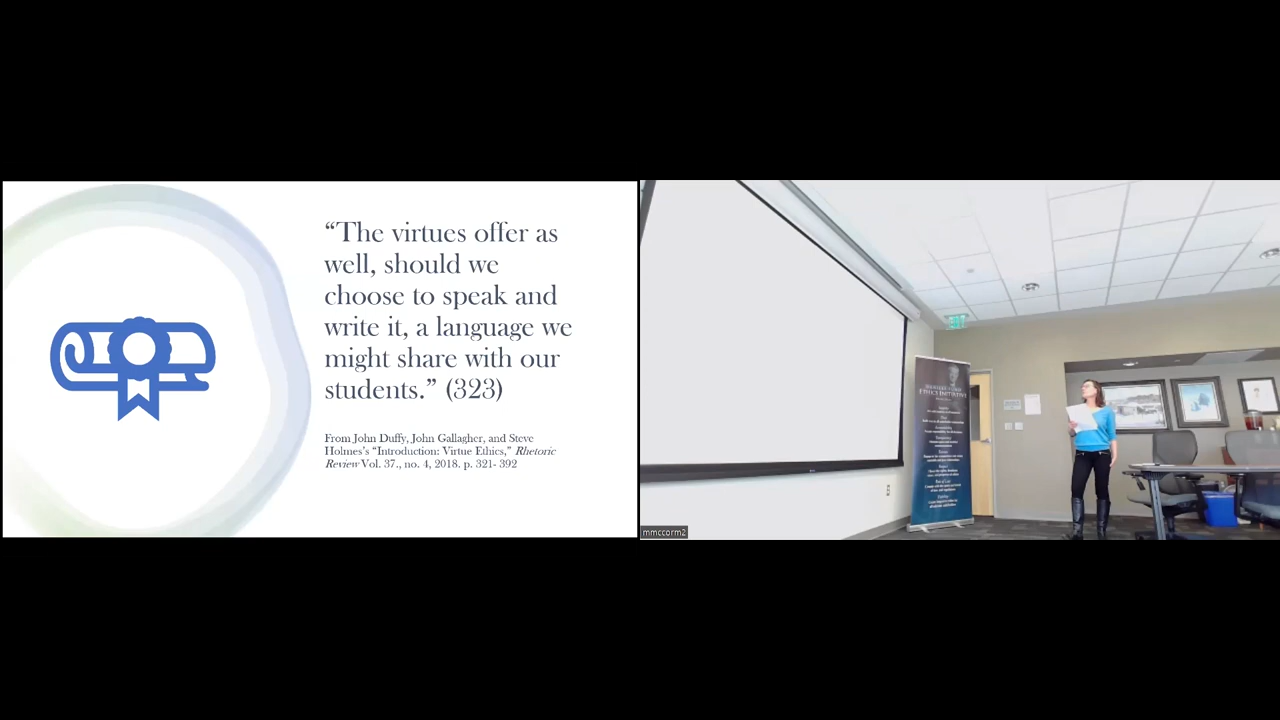 “The virtues offer as
well, should we
choose to speak and
write it, a language we
might share with our
students.” (323)
From John Duffy, John Gallagher, and Steve
Holmes’s “Introduction: Virtue Ethics,” Rhetoric
Review Vol. 37., no. 4, 2018. p. 321- 392
ETHICS INITIATIVE
mmccorm2